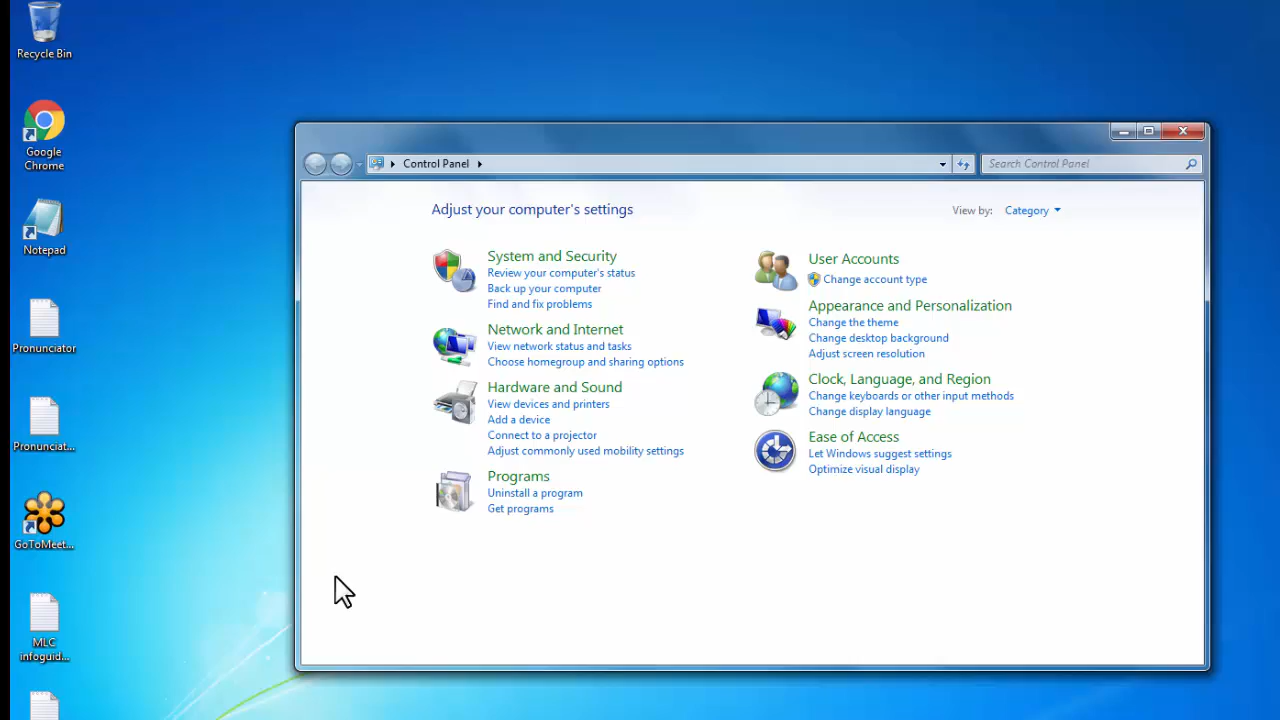 Recycle Bin
Google
Chrome
Notepad
Pronunciator
Pronunciat...
GoToMeet...
MLC
infoguid...
Control Panel
Search Control Panel
Adjust your computer's settings
View by: Category
System and Security
Review your computer's status
Back up your computer
Find and fix problems
Network and Internet
View network status and tasks
Choose homegroup and sharing options
Hardware and Sound
View devices and printers
Add a device
Connect to a projector
Adjust commonly used mobility settings
Programs
Uninstall a program
Get programs
User Accounts
Change account type
Appearance and Personalization
Change the theme
Change desktop background
Adjust screen resolution
Clock, Language, and Region
Change keyboards or other input methods
Change display language
Ease of Access
Let Windows suggest settings
Optimize visual display